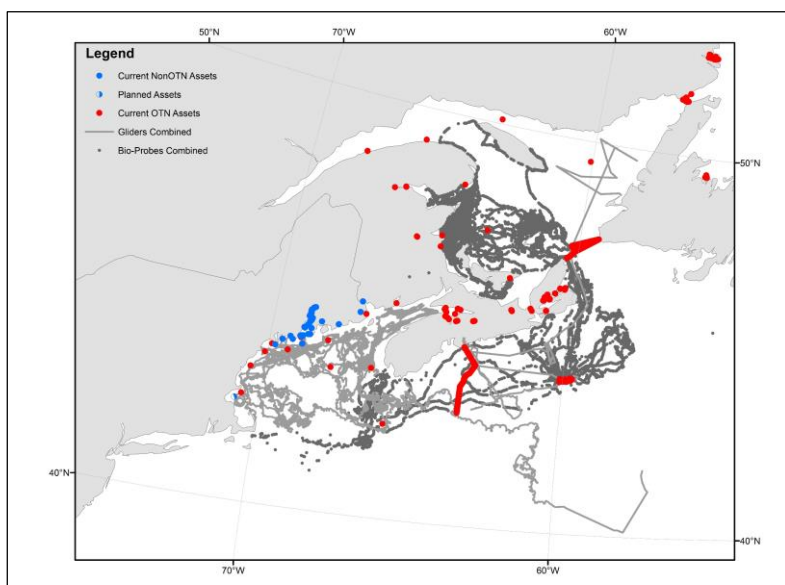 50°N
70°W
60°W
Legend
Current NonOTN Assets
Planned Assets
Current OTN Assets
Gliders Combined
Bio-Probes Combined
50°N
40°N
40°N
70°W
60°W